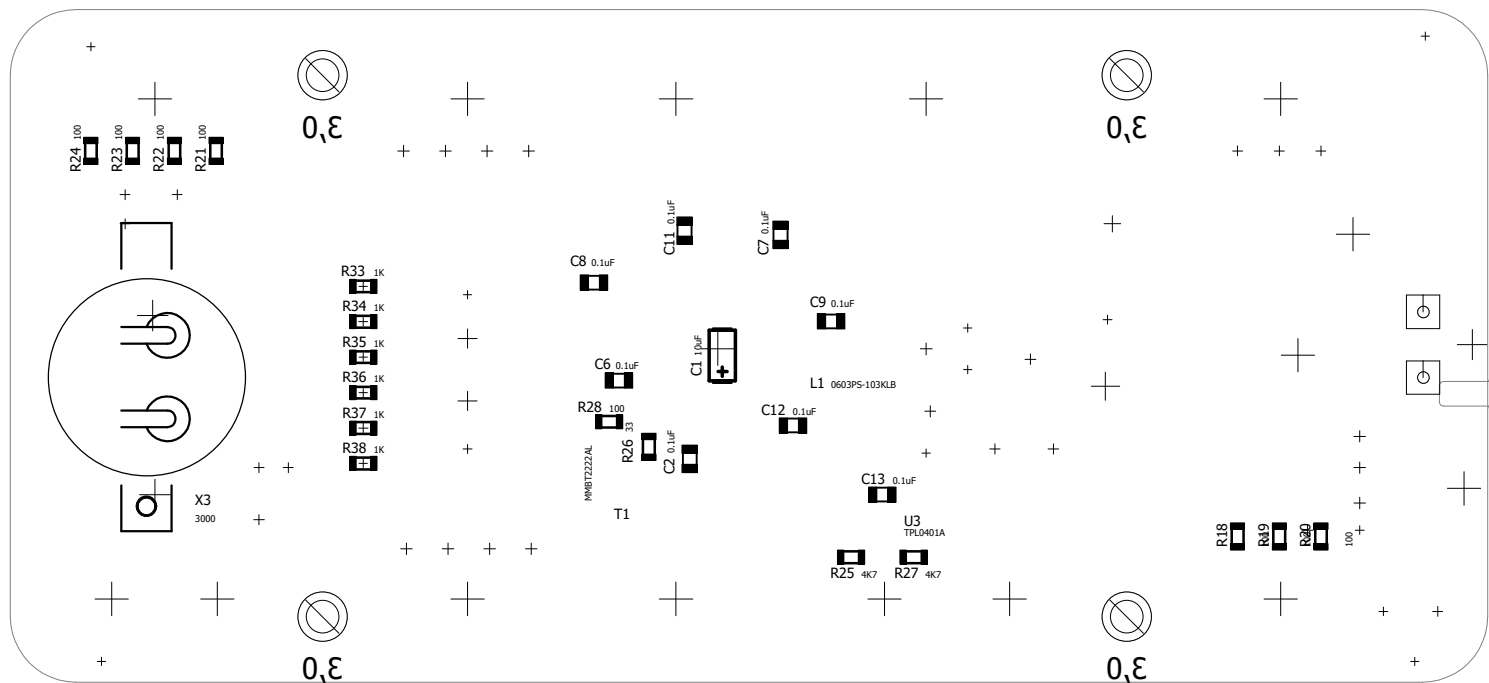 3,0
3,0
R24 100
R23 100
R22 100
R21 100
C11 0.1uF
C7 0.1uF
C8 0.1uF
R33 1K
R34 1K
R35 1K
R36 1K
R37 1K
R38 1K
C9 0.1uF
C1 10uF
C6 0.1uF
L1 0603PS-103KLB
R28 100
C12 0.1uF
R26 33
C2 0.1uF
MMBT2222AL
T1
C13 0.1uF
X3
3000
U3
TPL0401A
R18
R19
R20
100
R25 4K7
R27 4K7
3,0
3,0